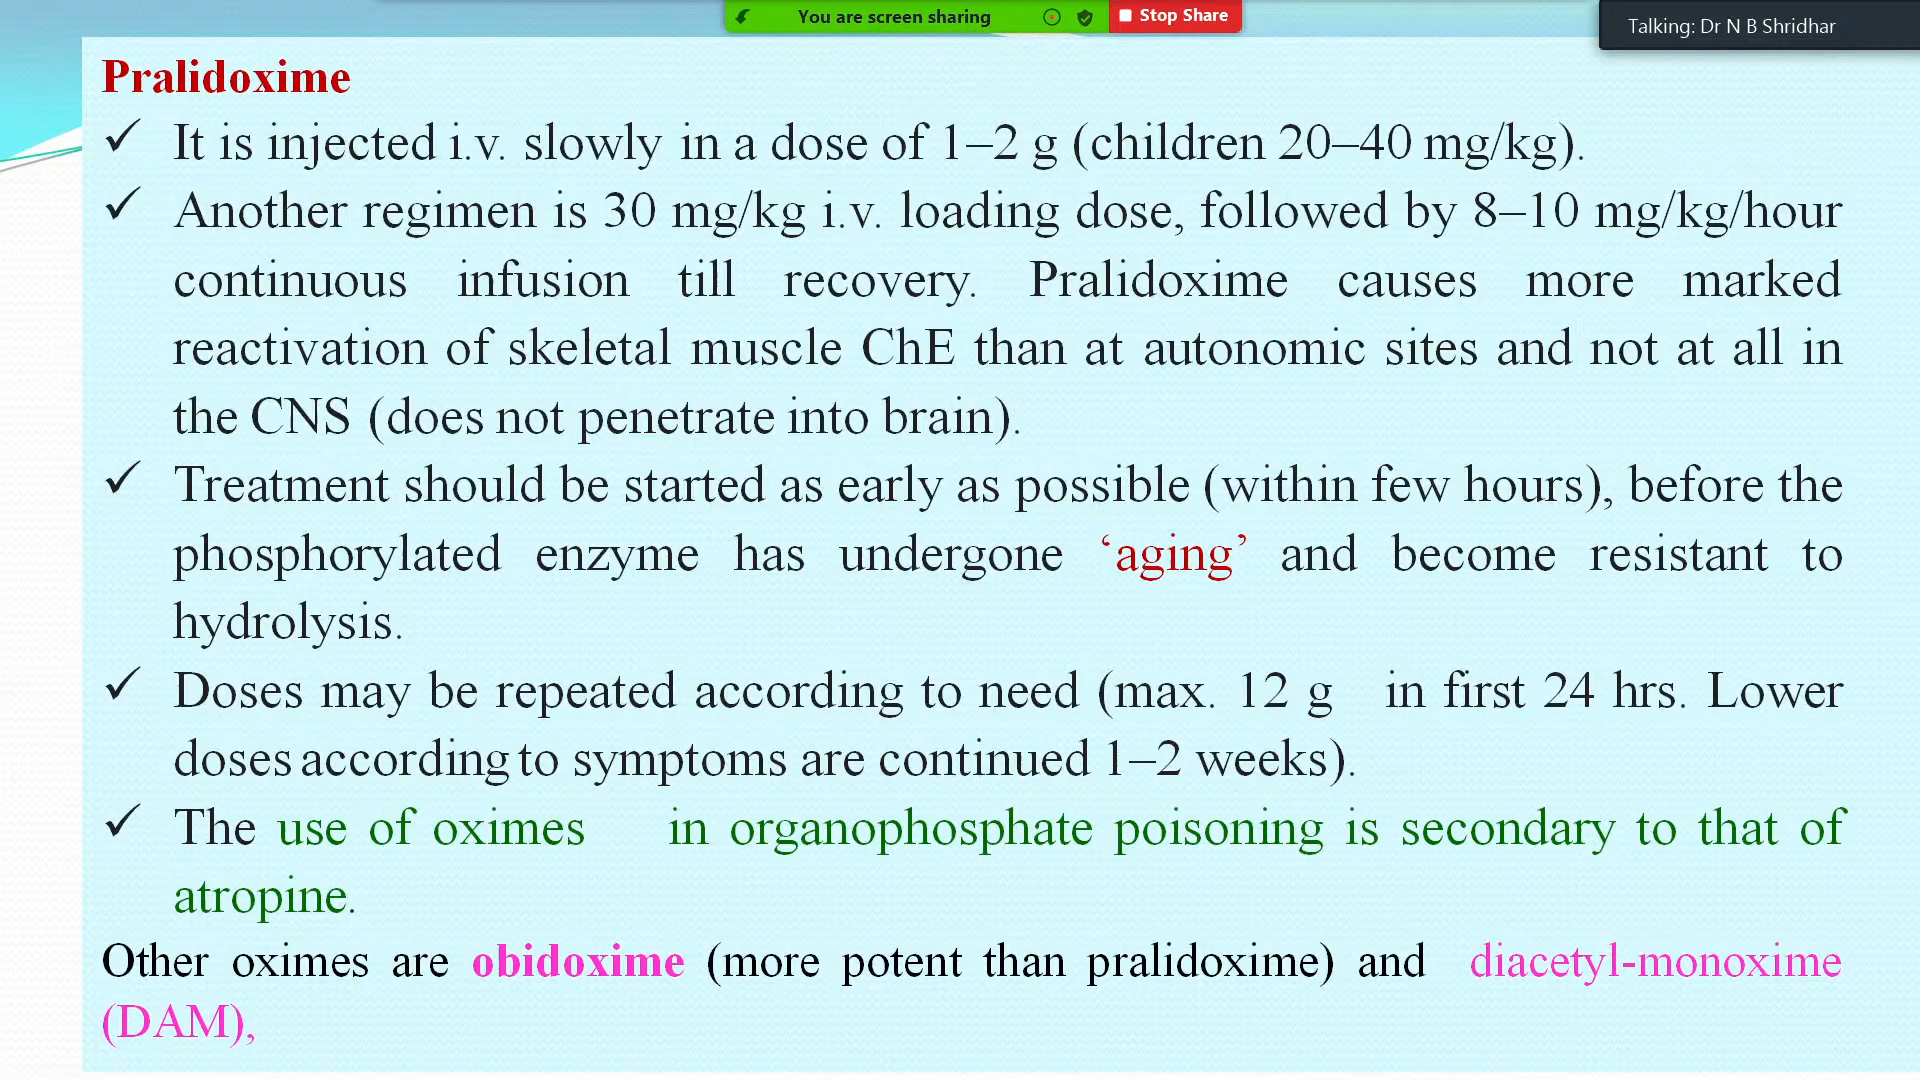 You are screen sharing
Stop Share
Talking: Dr N B Shridhar
Pralidoxime
✓ It is injected i.v. slowly in a dose of 1–2 g (children 20–40 mg/kg).
✓ Another regimen is 30 mg/kg i.v. loading dose, followed by 8–10 mg/kg/hour
continuous infusion till recovery. Pralidoxime causes more marked
reactivation of skeletal muscle ChE than at autonomic sites and not at all in
the CNS (does not penetrate into brain).
✓ Treatment should be started as early as possible (within few hours), before the
phosphorylated enzyme has undergone ‘aging’ and become resistant to
hydrolysis.
✓ Doses may be repeated according to need (max. 12 g in first 24 hrs. Lower
doses according to symptoms are continued 1–2 weeks).
✓ The use of oximes in organophosphate poisoning is secondary to that of
atropine.
Other oximes are obidoxime (more potent than pralidoxime) and diacetyl-monoxime
(DAM),